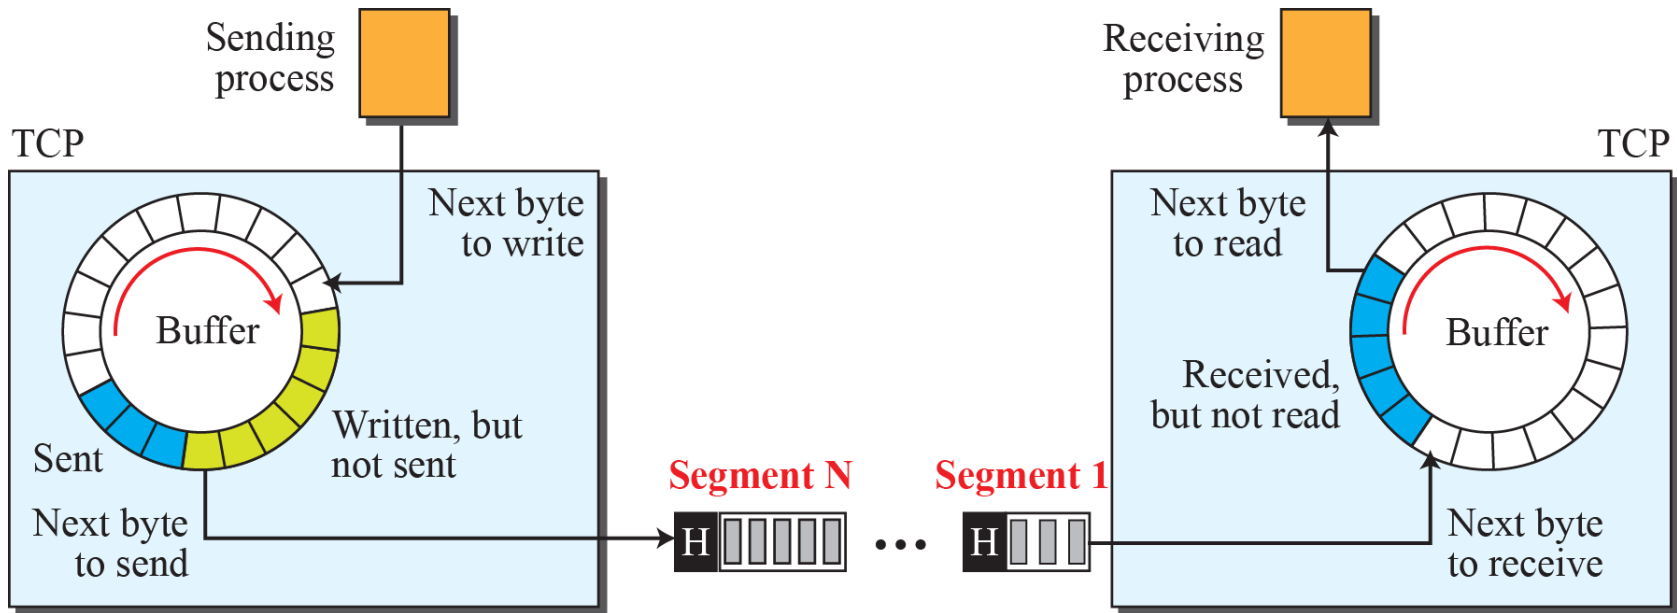 Sending
process
Receiving
process
TCP
TCP
Next byte
to write
Next byte
to read
Buffer
Buffer
Received,
but not read
Written, but
not sent
Sent
Segment N
Segment 1
Next byte
to send
H
...
H
Next byte
to receive